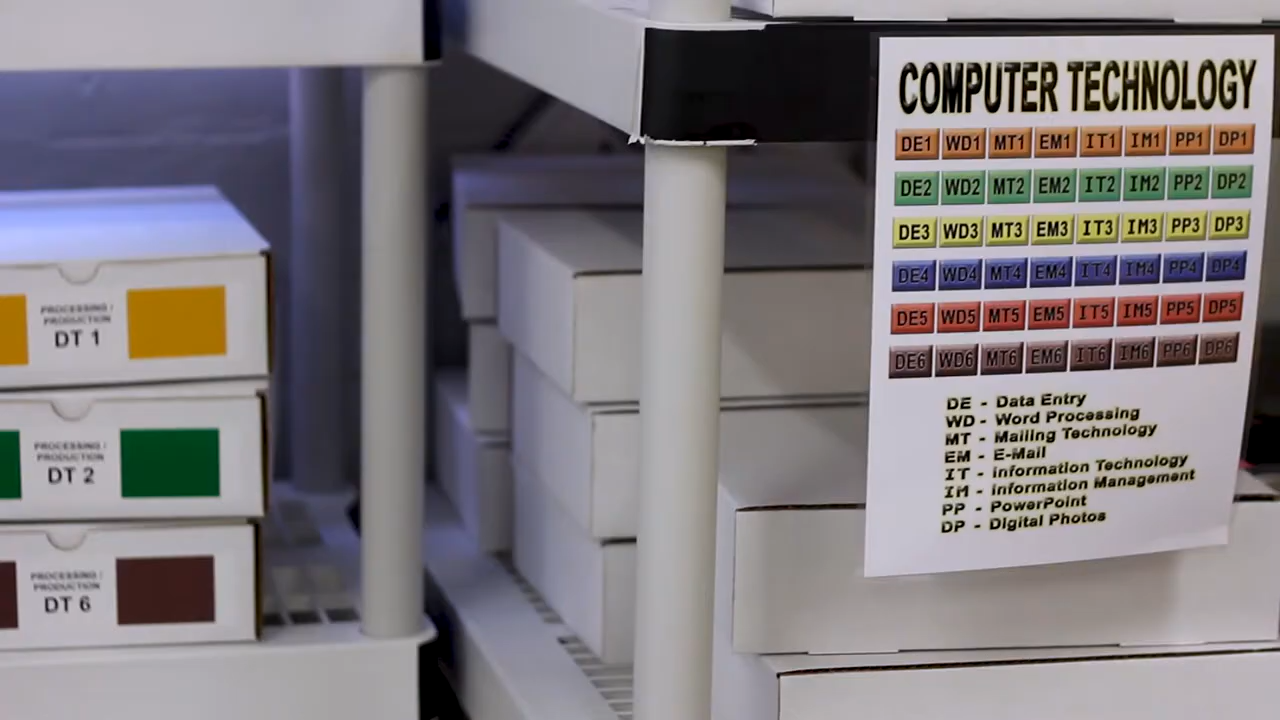 COMPUTER TECHNOLOGY
DE1 WD1 MT1 EM1 IT1 IM1 PP1 DP1
DE2 WD2 MT2 EM2 IT2 IM2 PP2 DP2
DE3 WD3 MT3 EM3 IT3 IM3 PP3 DP3
DE4 WD4 MT4 EM4 IT4 IM4 PP4 DP4
DE5 WD5 MT5 EM5 IT5 IM5 PP5 DP5
DE6 WD6 MT6 EM6 IT6 IM6 PP6 DP6
DE - Data Entry
WD - Word Processing
MT - Mailing Technology
EM - E-Mail
IT - Information Technology
IM - Information Management
PP - PowerPoint
DP - Digital Photos
PROCESSING /
PRODUCTION
DT 1
PROCESSING /
PRODUCTION
DT 2
PROCESSING /
PRODUCTION
DT 6